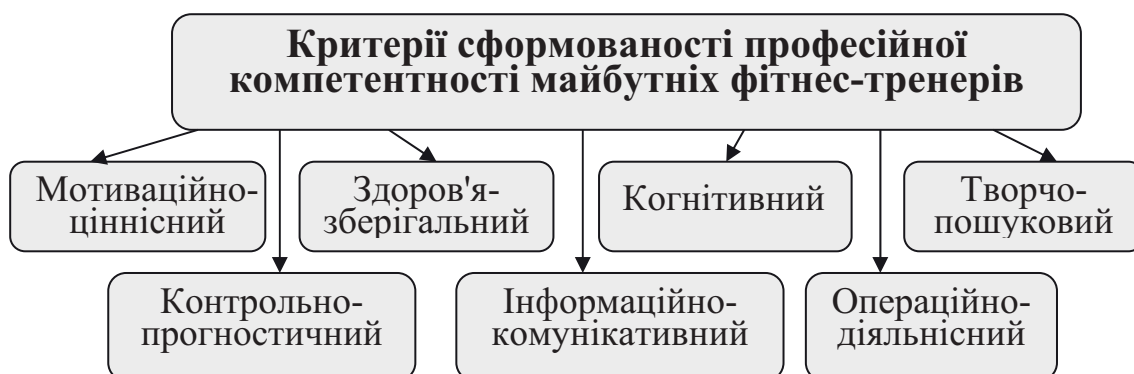 Критерії сформованості професійної
компетентності майбутніх фітнес-тренерів
Мотиваційно-
ціннісний
Здоров'я-
зберігальний
Когнітивний
Творчо-
пошуковий
Контрольно-
прогностичний
Інформаційно-
комунікативний
Операційно-
діяльнісний